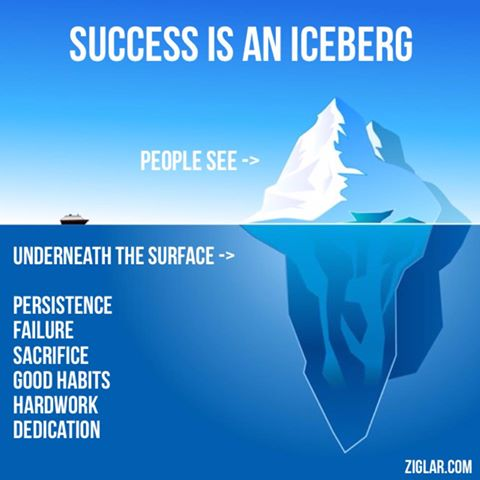 SUCCESS IS AN ICEBERG
PEOPLE SEE ->
UNDERNEATH THE SURFACE ->
PERSISTENCE
FAILURE
SACRIFICE
GOOD HABITS
HARDWORK
DEDICATION
ZIGLAR.COM